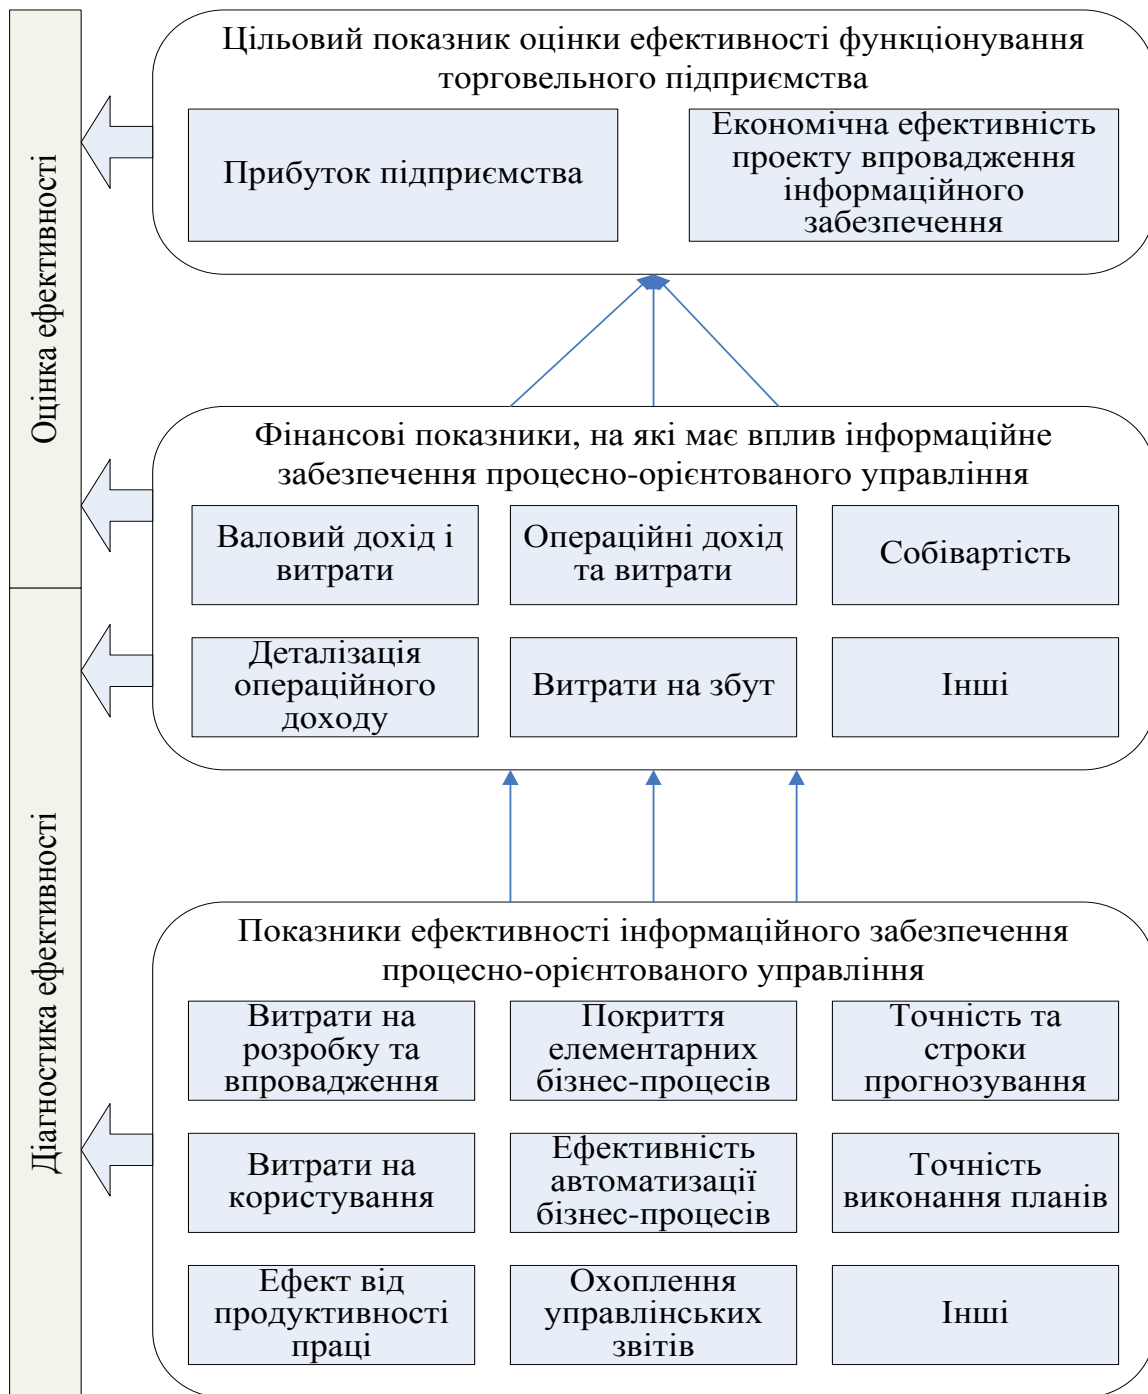 Оцінка ефективності
Діагностика ефективності
Цільовий показник оцінки ефективності функціонування
торговельного підприємства
Прибуток підприємства
Економічна ефективність
проекту впровадження
інформаційного
забезпечення
Фінансові показники, на які має вплив інформаційне
забезпечення процесно-орієнтованого управління
Валовий дохід і
витрати
Операційні дохід
та витрати
Собівартість
Деталізація
операційного
доходу
Витрати на збут
Інші
Показники ефективності інформаційного забезпечення
процесно-орієнтованого управління
Витрати на
розробку та
впровадження
Покриття
елементарних
бізнес-процесів
Точність та
строки
прогнозування
Витрати на
користування
Ефективність
автоматизації
бізнес-процесів
Точність
виконання планів
Ефект від
продуктивності
праці
Охоплення
управлінських
звітів
Інші